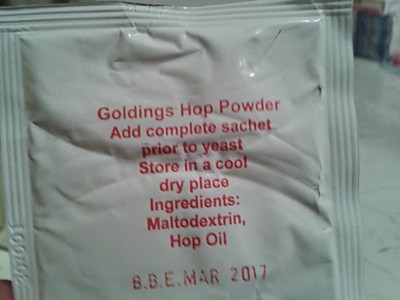 Goldings Hop Powder
Add complete sachet
prior to yeast
Store in a cool
dry place
Ingredients:
Maltodextrin,
Hop Oil
B.B.E. MAR 2017